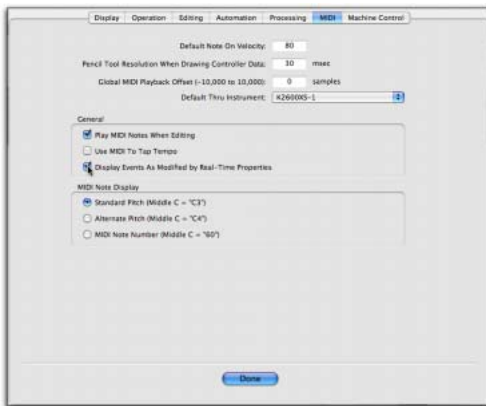 Display Operation Editing Automation Processing MIDI Machine Control
Default Note On Velocity: 80
Pencil Tool Resolution When Drawing Controller Data: 30 msec
Global MIDI Playback Offset (-10,000 to 10,000): 0 samples
Default Thru Instrument: K2600XS-1
General
Play MIDI Notes When Editing
Use MIDI To Tap Tempo
Display Events As Modified by Real-Time Properties
MIDI Note Display
Standard Pitch (Middle C = "C3")
Alternate Pitch (Middle C = "C4")
MIDI Note Number (Middle C = "60")
Done